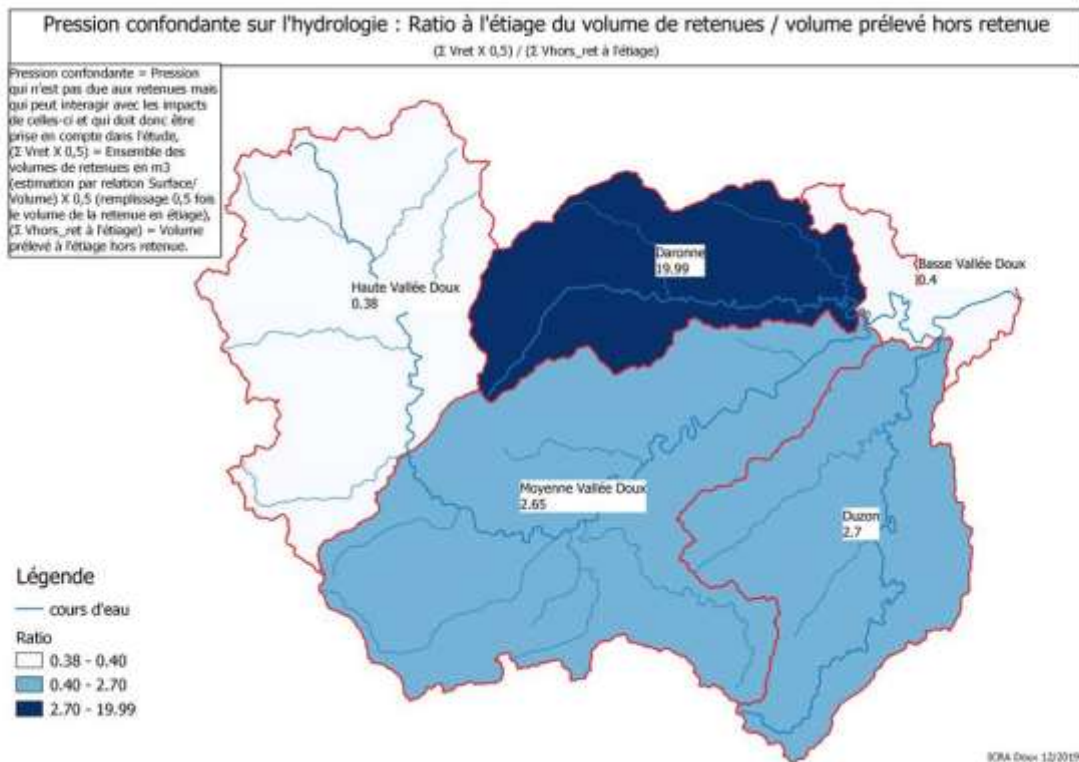 Pression confondante sur l'hydrologie : Ratio à l'étiage du volume de retenues / volume prélevé hors retenue
(Σ Vret X 0,5) / (Σ Vhors_ret à l'étiage)
Pression confondante = Pression
qui n'est pas due aux retenues mais
qui peut interagir avec les impacts
de celles-ci et qui doit donc être
prise en compte dans l'étude,
(Σ Vret X 0,5) = Ensemble des
volumes de retenues en m3
(estimation par relation Surface/
Volume) X 0,5 (remplissage 0,5 fois
le volume de la retenue en étiage),
(Σ Vhors_ret à l'étiage) = Volume
prélevé à l'étiage hors retenue.
Daronne
19.99
Basse Vallée Doux
0.4
Haute Vallée Doux
0.38
Moyenne Vallée Doux
2.65
Duzon
2.7
Légende
cours d'eau
Ratio
0.38 - 0.40
0.40 - 2.70
2.70 - 19.99
ICRA Doux 12/2019